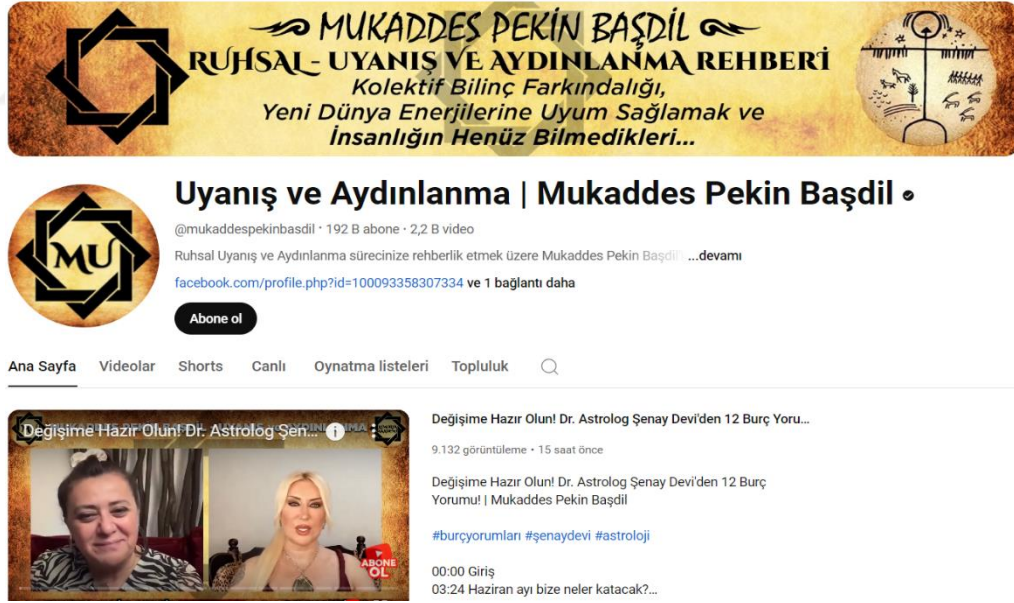 MUKADDES PEKİN BAŞDİL
RUHSAL - UYANIŞ VE AYDINLANMA REHBERİ
Kolektif Bilinç Farkındalığı,
Yeni Dünya Enerjilerine Uyum Sağlamak ve
İnsanlığın Henüz Bilmedikleri...
MU
Uyanış ve Aydınlanma | Mukaddes Pekin Başdil
@mukaddespekinbasdil · 192 B abone · 2,2 B video
Ruhsal Uyanış ve Aydınlanma sürecinize rehberlik etmek üzere Mukaddes Pekin Başdil ...devamı
facebook.com/profile.php?id=100093358307334 ve 1 bağlantı daha
Abone ol
Ana Sayfa Videolar Shorts Canlı Oynatma listeleri Topluluk
Değişime Hazır Olun! Dr. Astrolog Şen...
ABONE
OL
Değişime Hazır Olun! Dr. Astrolog Şenay Devi'den 12 Burç Yoru...
9.132 görüntüleme • 15 saat önce
Değişime Hazır Olun! Dr. Astrolog Şenay Devi'den 12 Burç
Yorumu! | Mukaddes Pekin Başdil
#burçyorumları #şenaydevi #astroloji
00:00 Giriş
03:24 Haziran ayı bize neler katacak?...